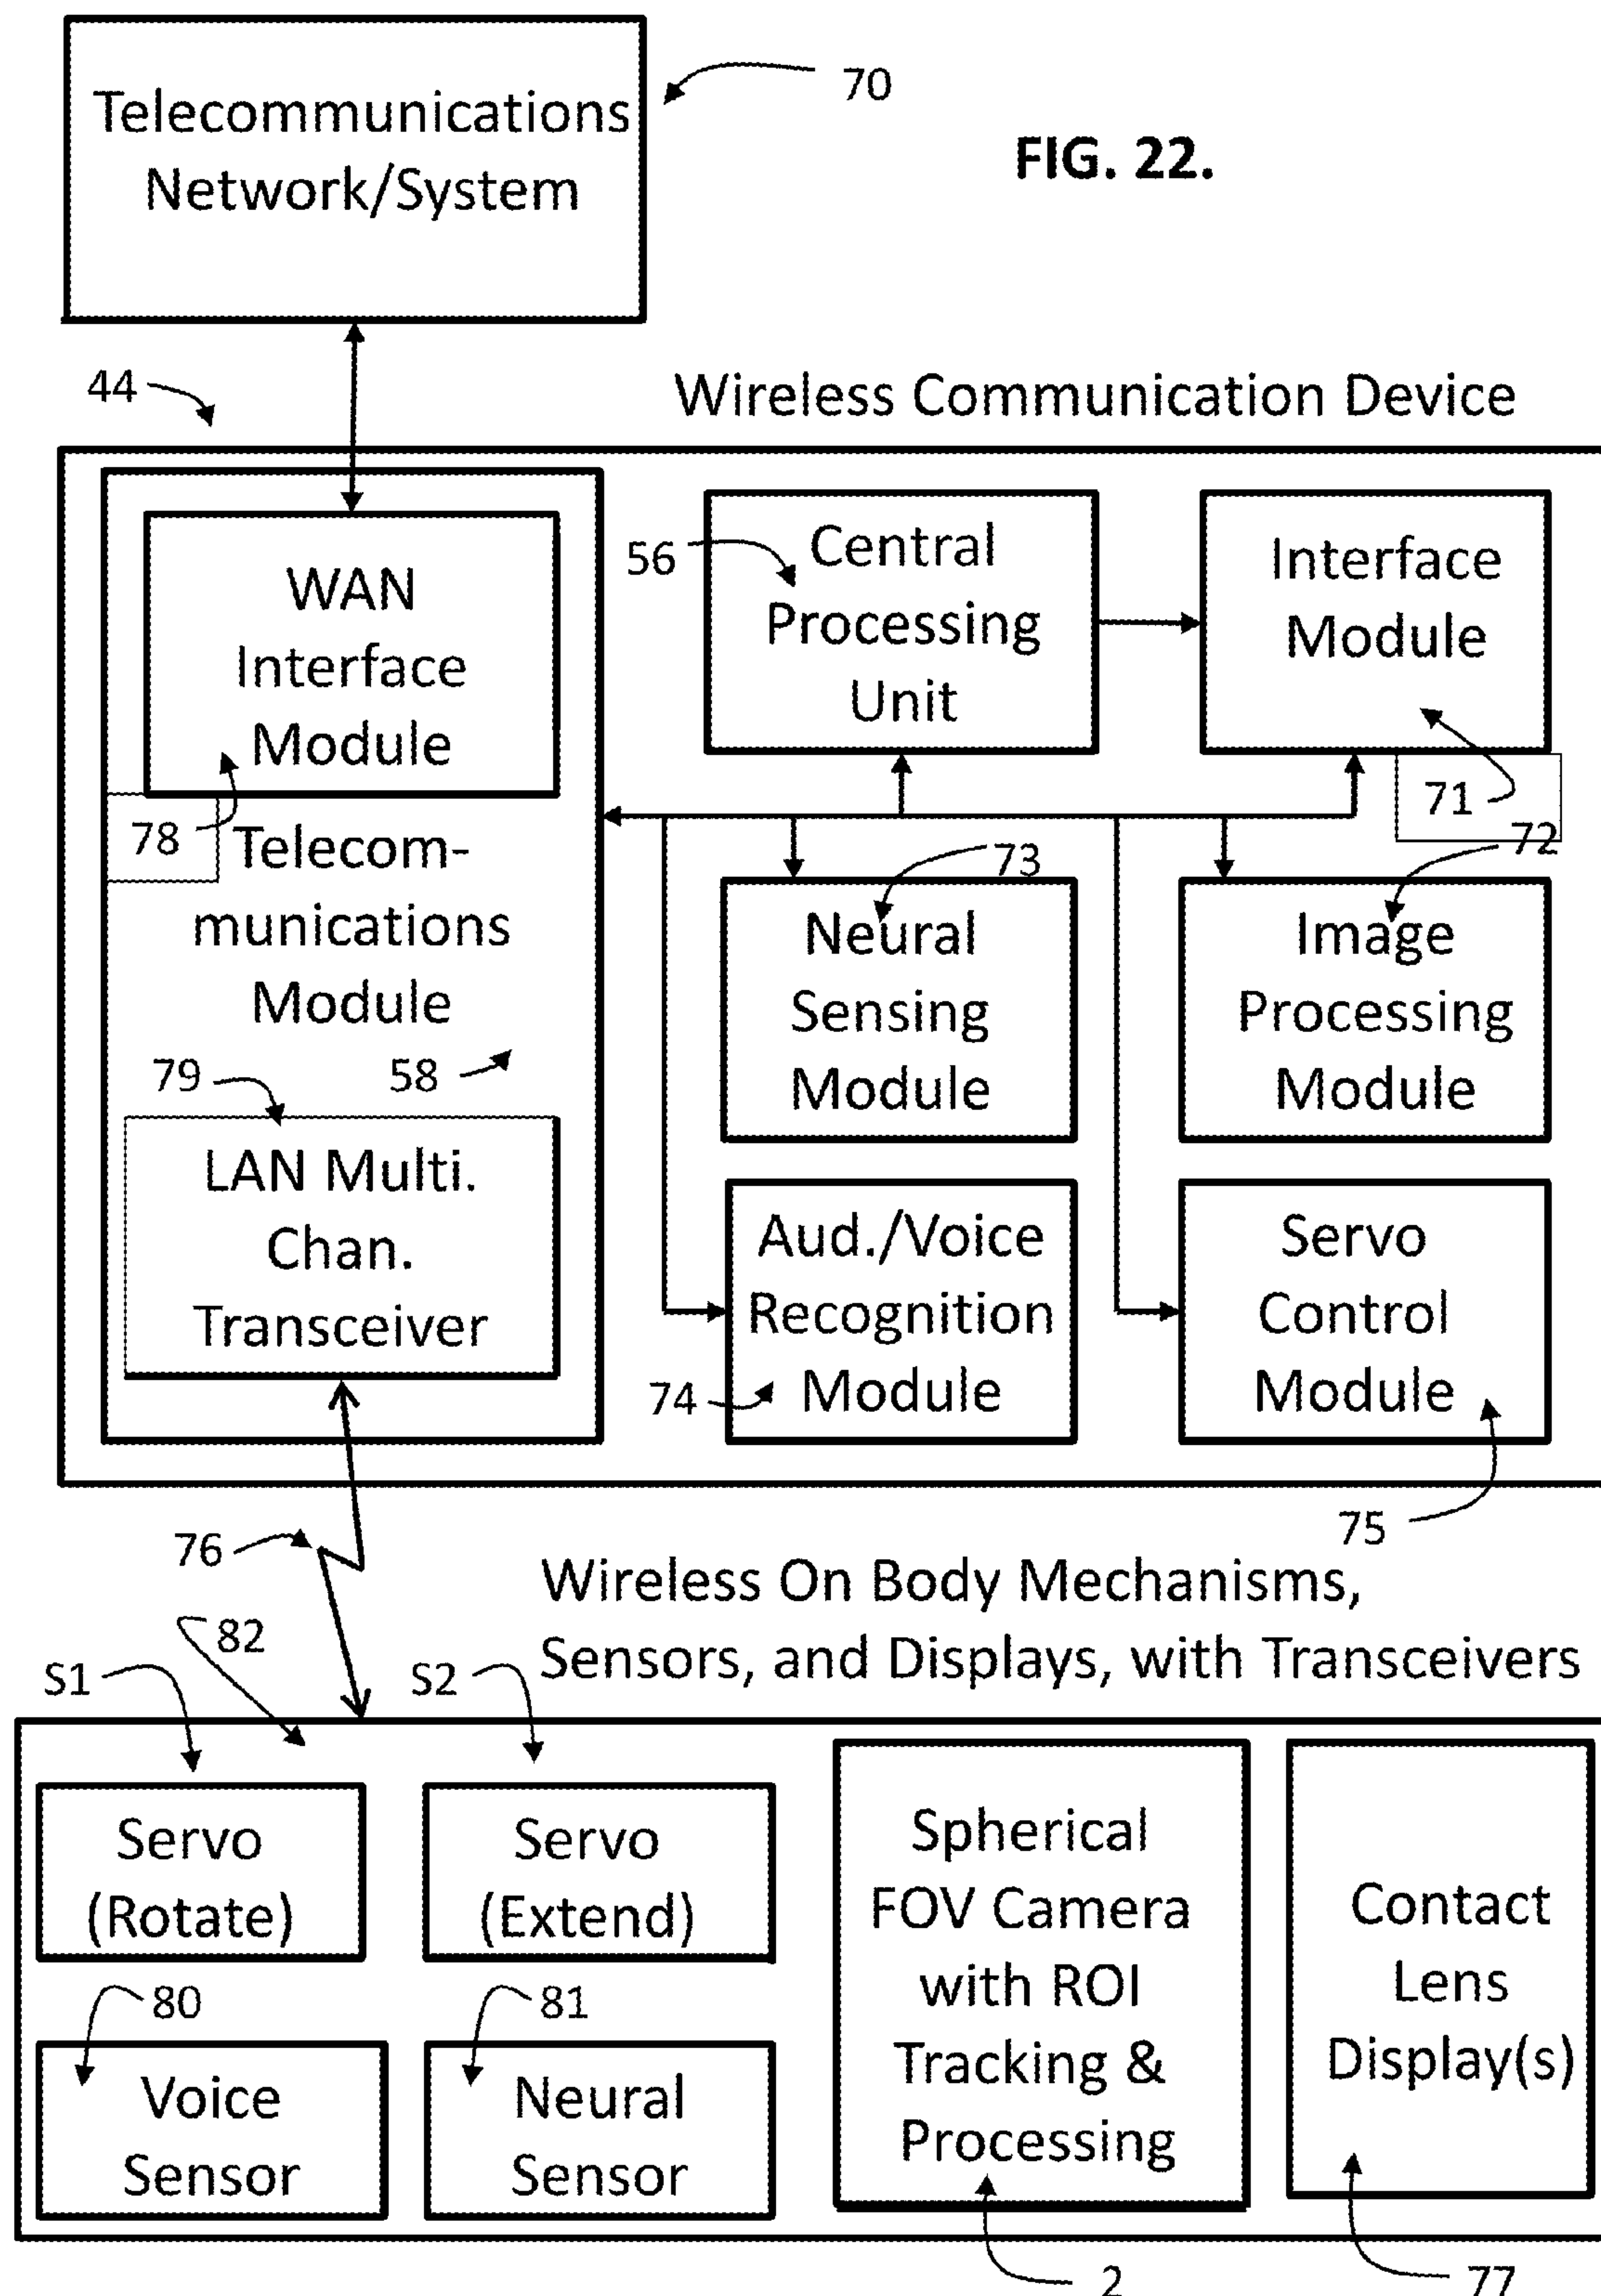 Telecommunications
Network/System
70
FIG. 22.
44
Wireless Communication Device
WAN
Interface
Module
78
Telecom-
munications
Module
58
79
LAN Multi.
Chan.
Transceiver
56
Central
Processing
Unit
Interface
Module
71
72
73
Neural
Sensing
Module
Image
Processing
Module
Aud./Voice
Recognition
Module
74
Servo
Control
Module
75
76
Wireless On Body Mechanisms,
Sensors, and Displays, with Transceivers
82
S1
S2
Servo
(Rotate)
Servo
(Extend)
80
81
Voice
Sensor
Neural
Sensor
Spherical
FOV Camera
with ROI
Tracking &
Processing
Contact
Lens
Display(s)
2
77